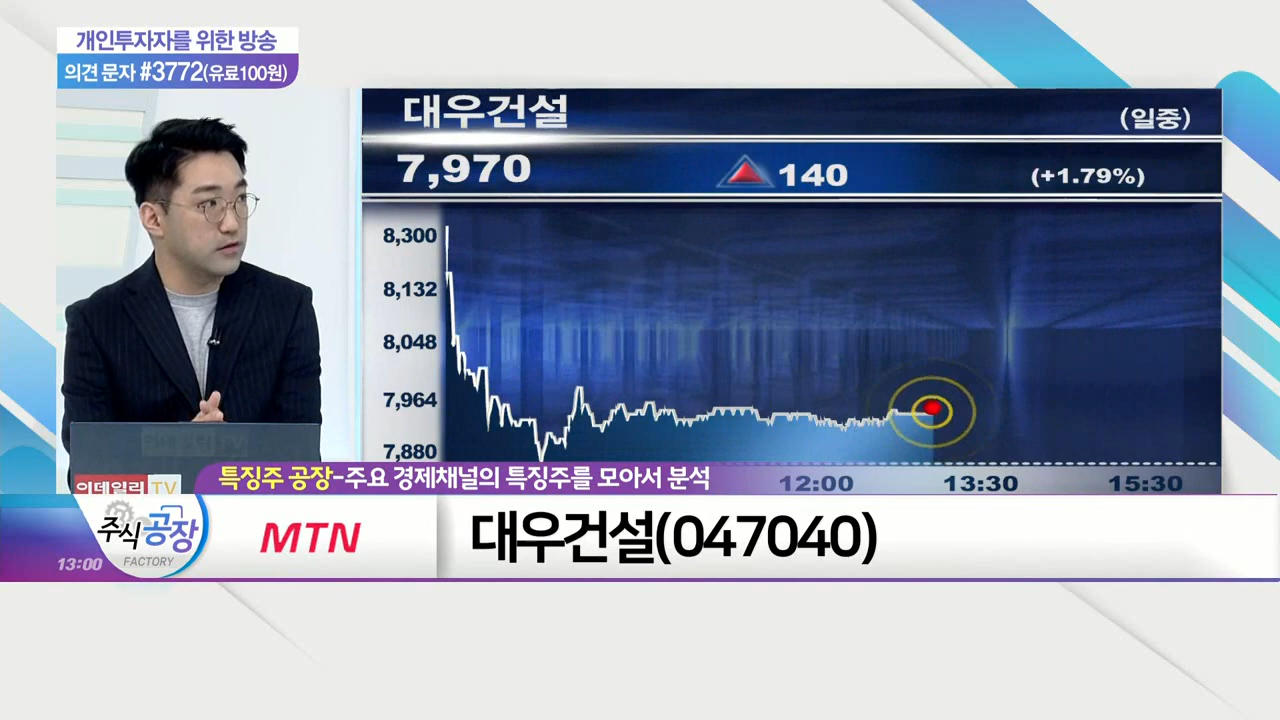 개인투자자를 위한 방송
의견 문자 #3772(유료100원)
대우건설
(일중)
7,970
140
(+1.79%)
8,300
8,132
8,048
7,964
7,880
12:00
13:30
15:30
이데일리 TV
특징주 공장-주요 경제채널의 특징주를 모아서 분석
주식공장
FACTORY
13:00
MTN
대우건설(047040)